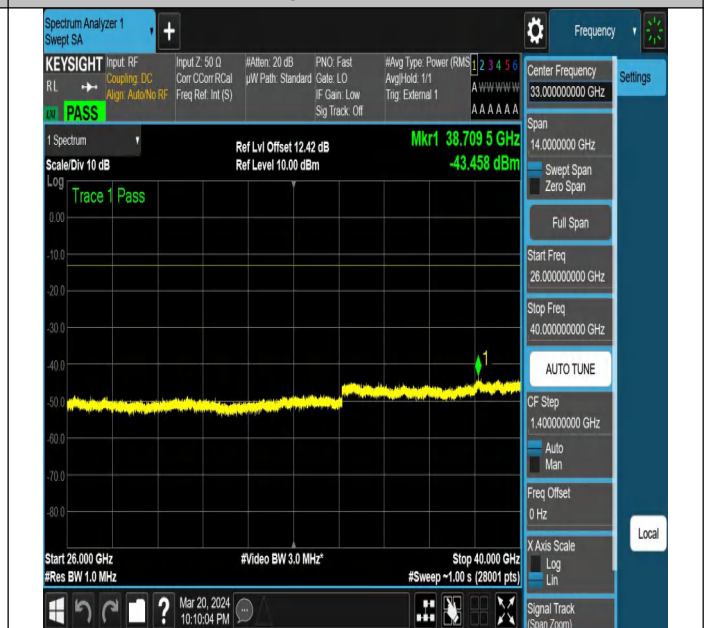 Spectrum Analyzer 1
Swept SA
+
Frequency
KEYSIGHT
RL
PASS
Input: RF
Coupling: DC
Align: Auto/No RF
Input Z: 50 Ω
Corr CCorr RCal
Freq Ref: Int (S)
#Atten: 20 dB
µW Path: Standard
PNO: Fast
Gate: LO
IF Gain: Low
Sig Track: Off
#Avg Type: Power (RMS
Avg|Hold: 1/1
Trig: External 1
1 2 3 4 5 6
A W W W W W
A A A A A A
1 Spectrum
Scale/Div 10 dB
Ref Lvl Offset 12.42 dB
Ref Level 10.00 dBm
Mkr1 38.709 5 GHz
-43.458 dBm
Log
Trace 1 Pass
0.00
-10.0
-20.0
-30.0
-40.0
-50.0
-60.0
-70.0
-80.0
1
Start 26.000 GHz
#Res BW 1.0 MHz
#Video BW 3.0 MHz*
Stop 40.000 GHz
#Sweep ~1.00 s (28001 pts)
Mar 20, 2024
10:10:04 PM
Center Frequency
33.000000000 GHz
Settings
Span
14.0000000 GHz
Swept Span
Zero Span
Full Span
Start Freq
26.000000000 GHz
Stop Freq
40.000000000 GHz
AUTO TUNE
CF Step
1.400000000 GHz
Auto
Man
Freq Offset
0 Hz
X Axis Scale
Log
Lin
Local
Signal Track
(Span Zoom)